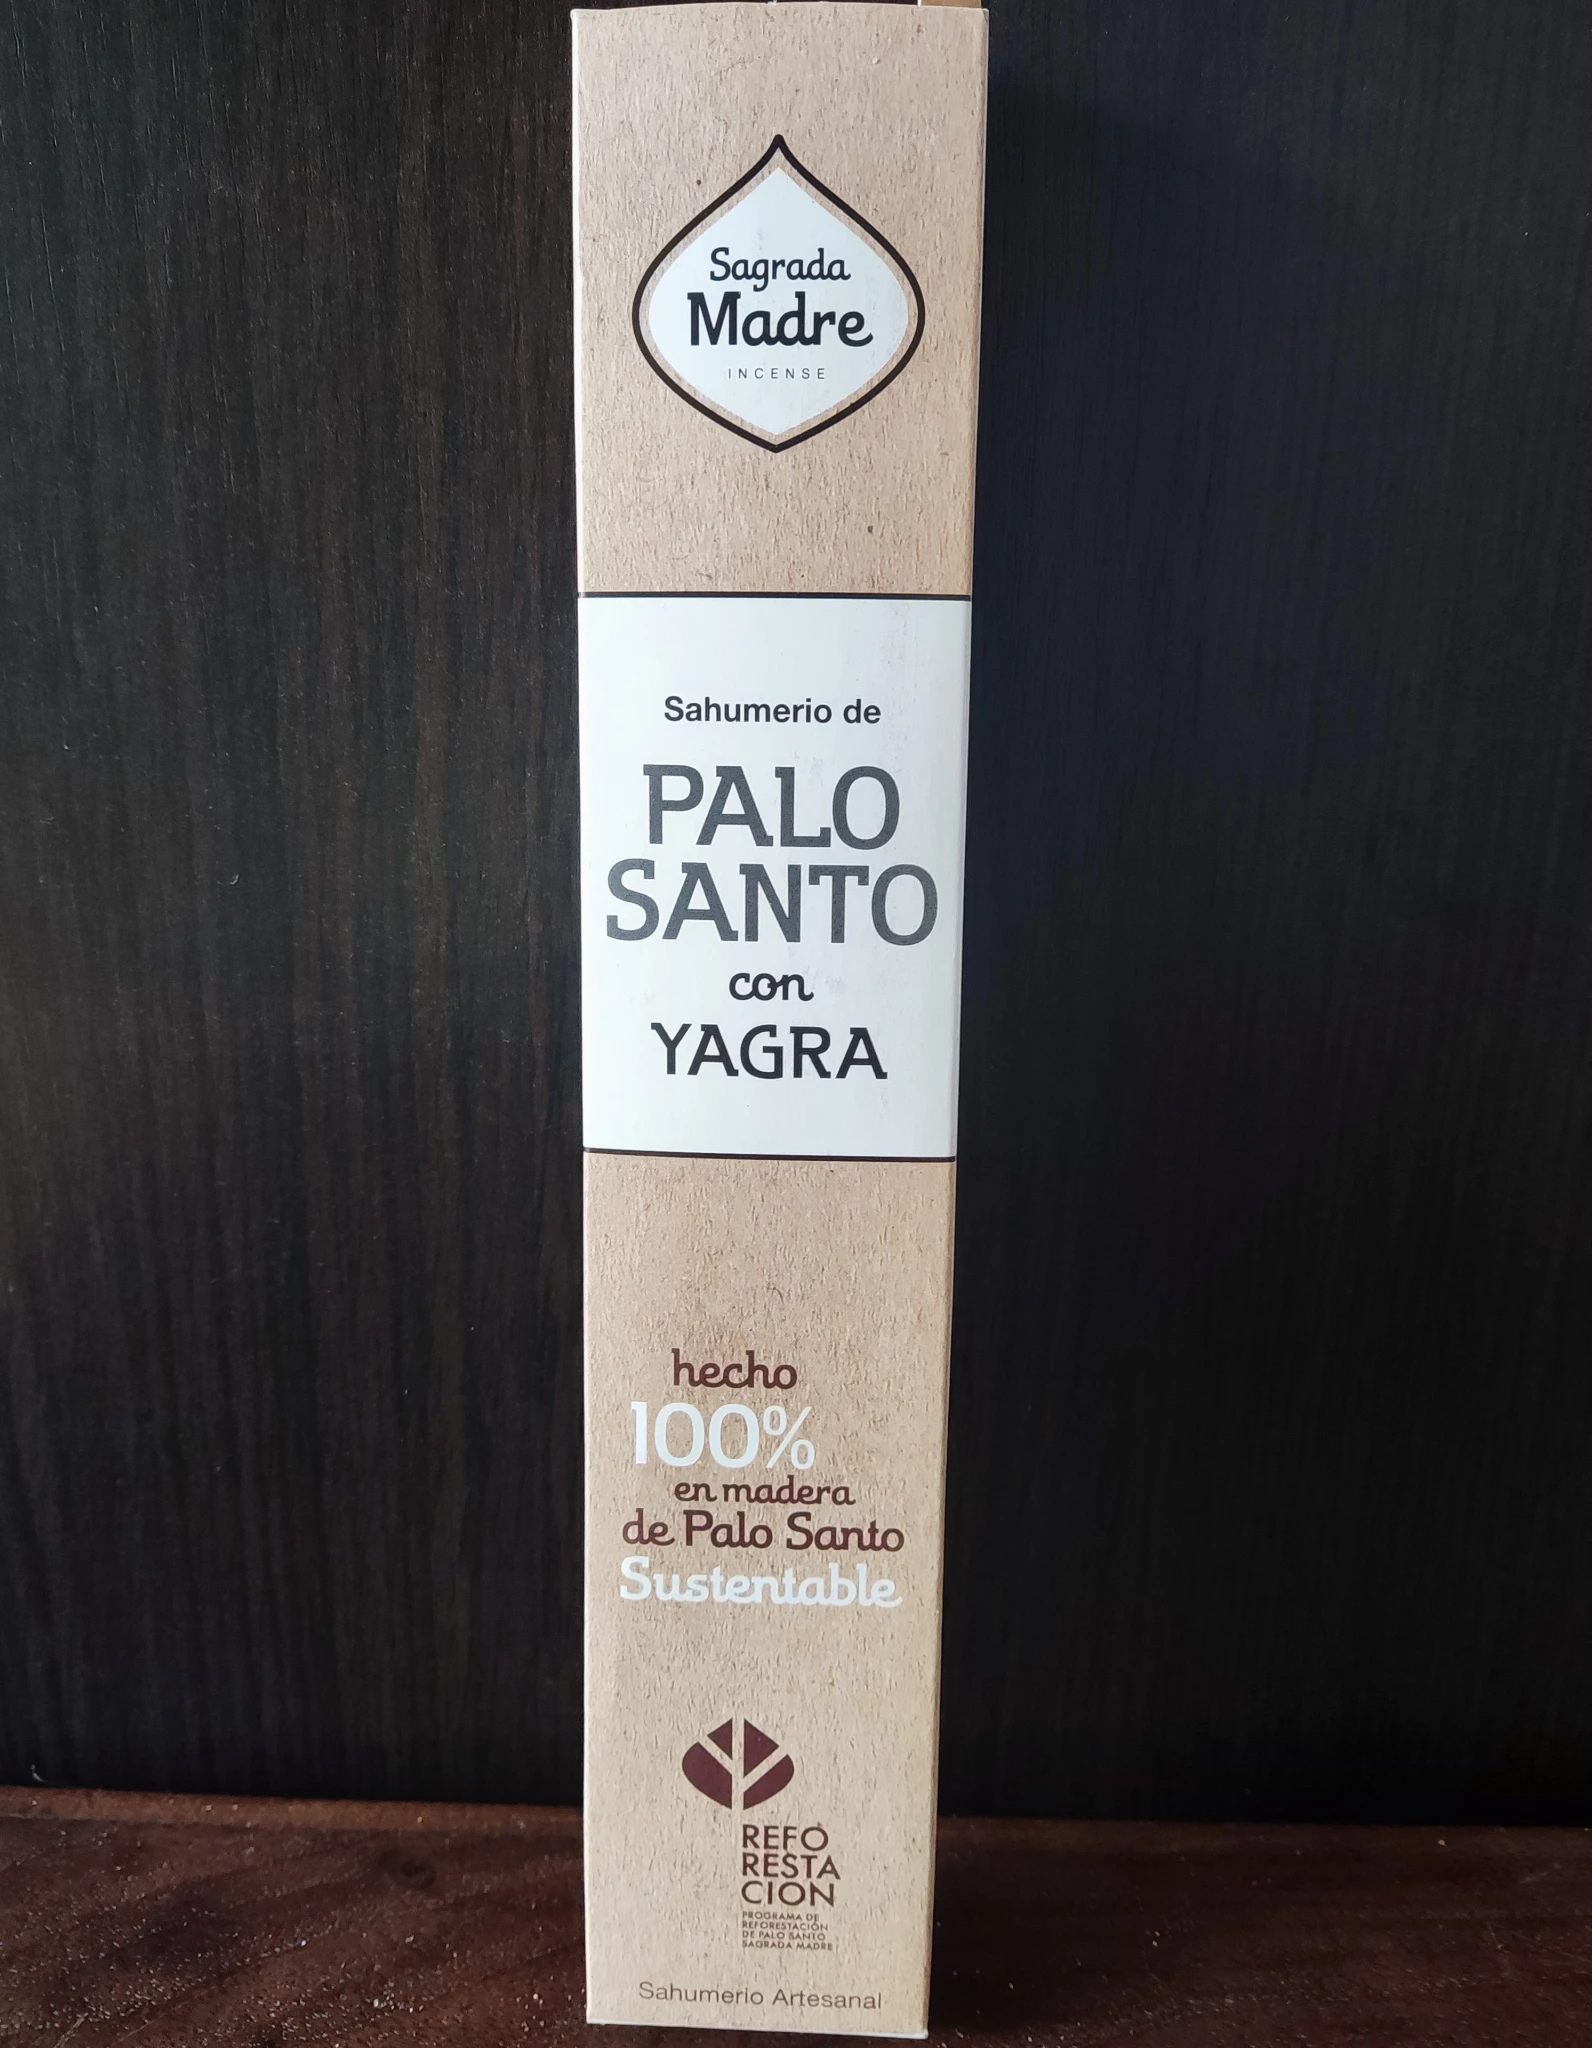 Sagrada
Madre
INCENSE
Sahumerio de
PALO
SANTO
con
YAGRA
hecho
100%
en madera
de Palo Santo
Sustentable
REFO
RESTA
CION
PROGRAMA DE
REFORESTACIÓN
DE PALO SANTO
SAGRADA MADRE
Sahumerio Artesanal